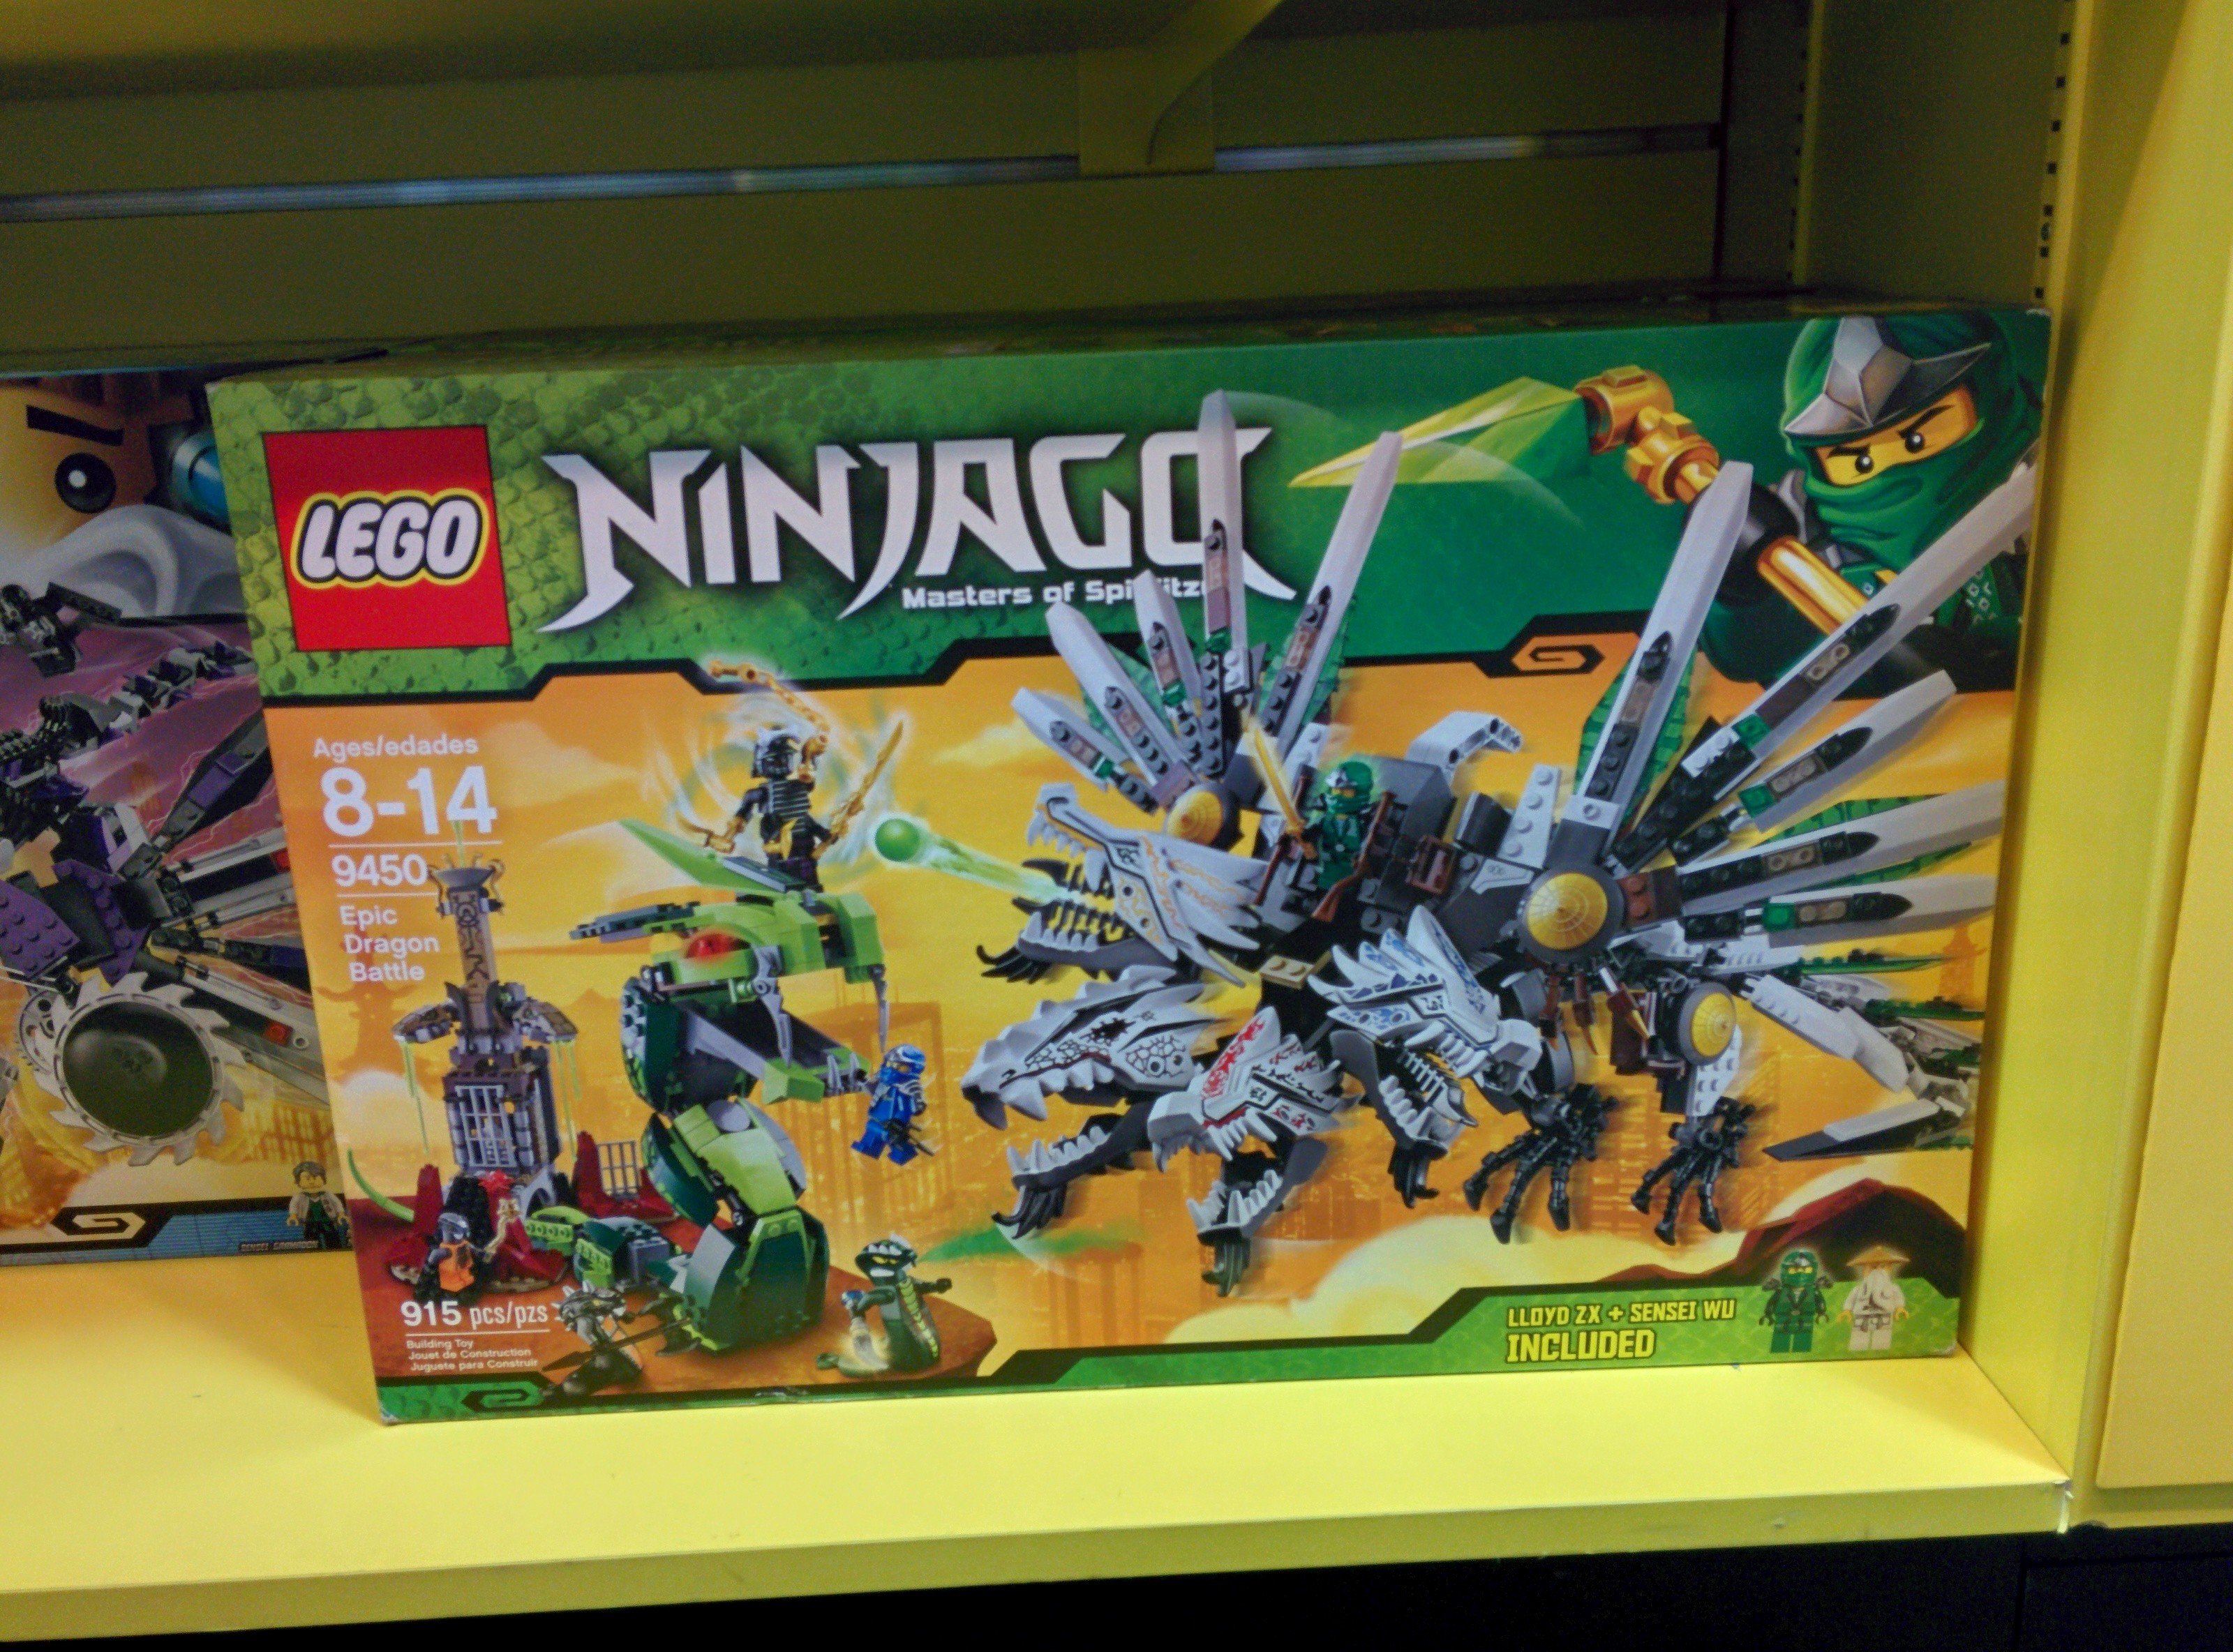 LEGO
NINJAGO
Masters of Spinjitzu
Ages/edades
8-14
9450
Epic
Dragon
Battle
915 pcs/pzs
Building Toy
Jouet de Construction
Juguete para Construir
LLOYD ZX + SENSEI WU
INCLUDED